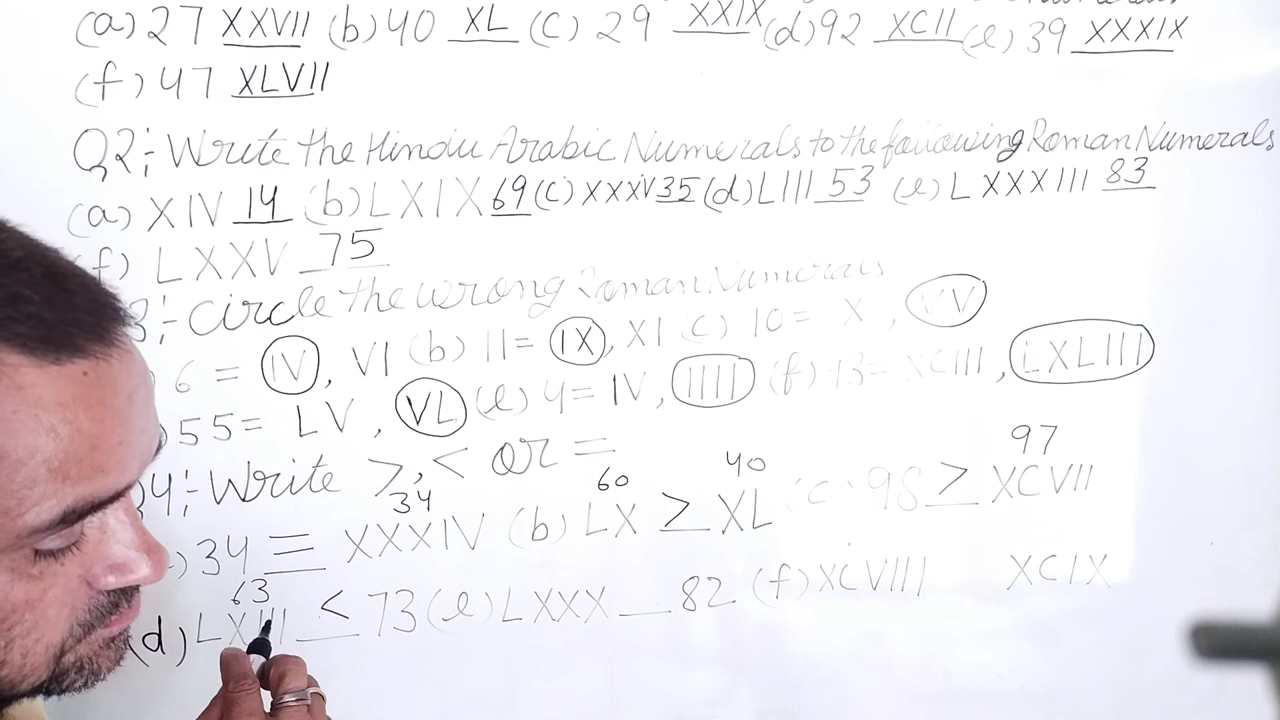 (a) 27 XXVII (b) 40 XL (c) 29 XXIX (d) 92 XCII (e) 39 XXXIX
(f) 47 XLVII
Q2:- Write the Hindu Arabic Numerals to the following Roman Numerals
(a) XIV 14 (b) LXIX 69 (c) XXXV 35 (d) LIII 53 (e) LXXXIII 83
f) LXXV 75
3:- Circle the wrong Roman Numerals
6 = IV, VI (b) 11 = IX, XI (c) 10 = X, VV
) 55 = LV, VL (e) 4 = IV, IIII (f) 13 = XCIII, LXLIII
4:- Write >, < or =
34 60 40 97
) 34 = XXXIV (b) LX > XL (c) 98 > XCVII
63
(d) LXIII < 73 (e) LXXX __ 82 (f) XCVIII XCIX